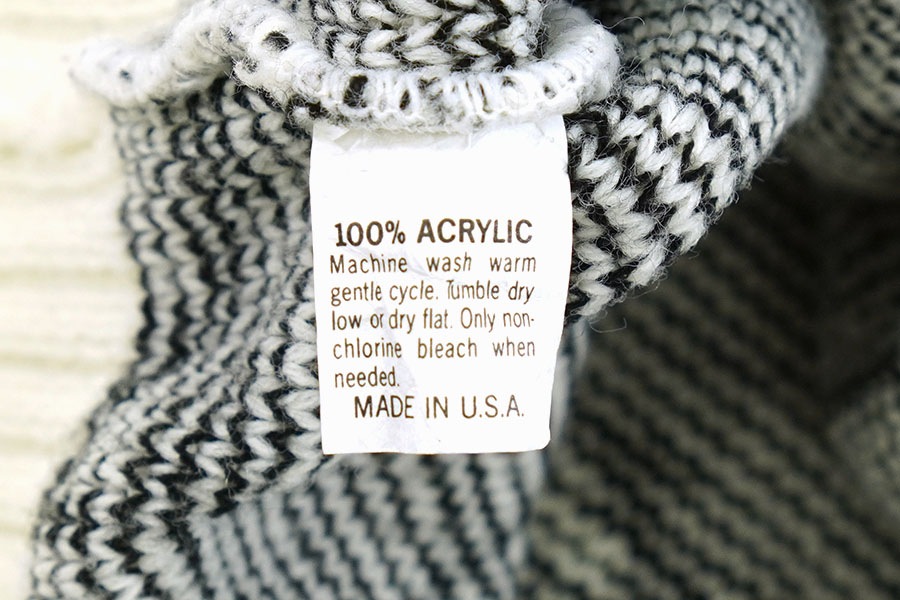 100% ACRYLIC
Machine wash warm
gentle cycle. Tumble dry
low or dry flat. Only non-
chlorine bleach when
needed.
MADE IN U.S.A.